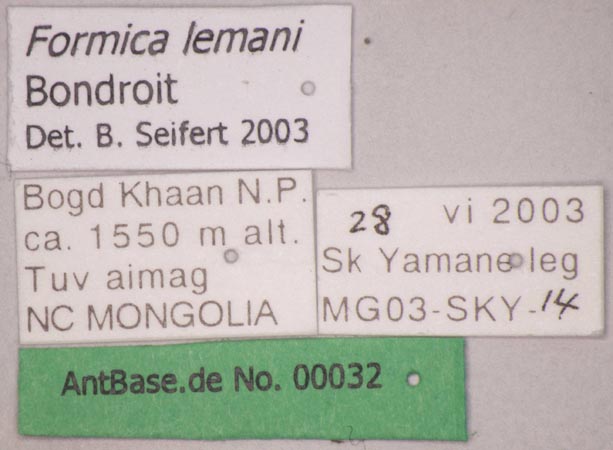 Formica lemani
Bondroit
Det. B. Seifert 2003
Bogd Khaan N.P.
ca. 1550 m alt.
Tuv aimag
NC MONGOLIA
28 vi 2003
Sk Yamane leg
MG03-SKY-14
AntBase.de No. 00032